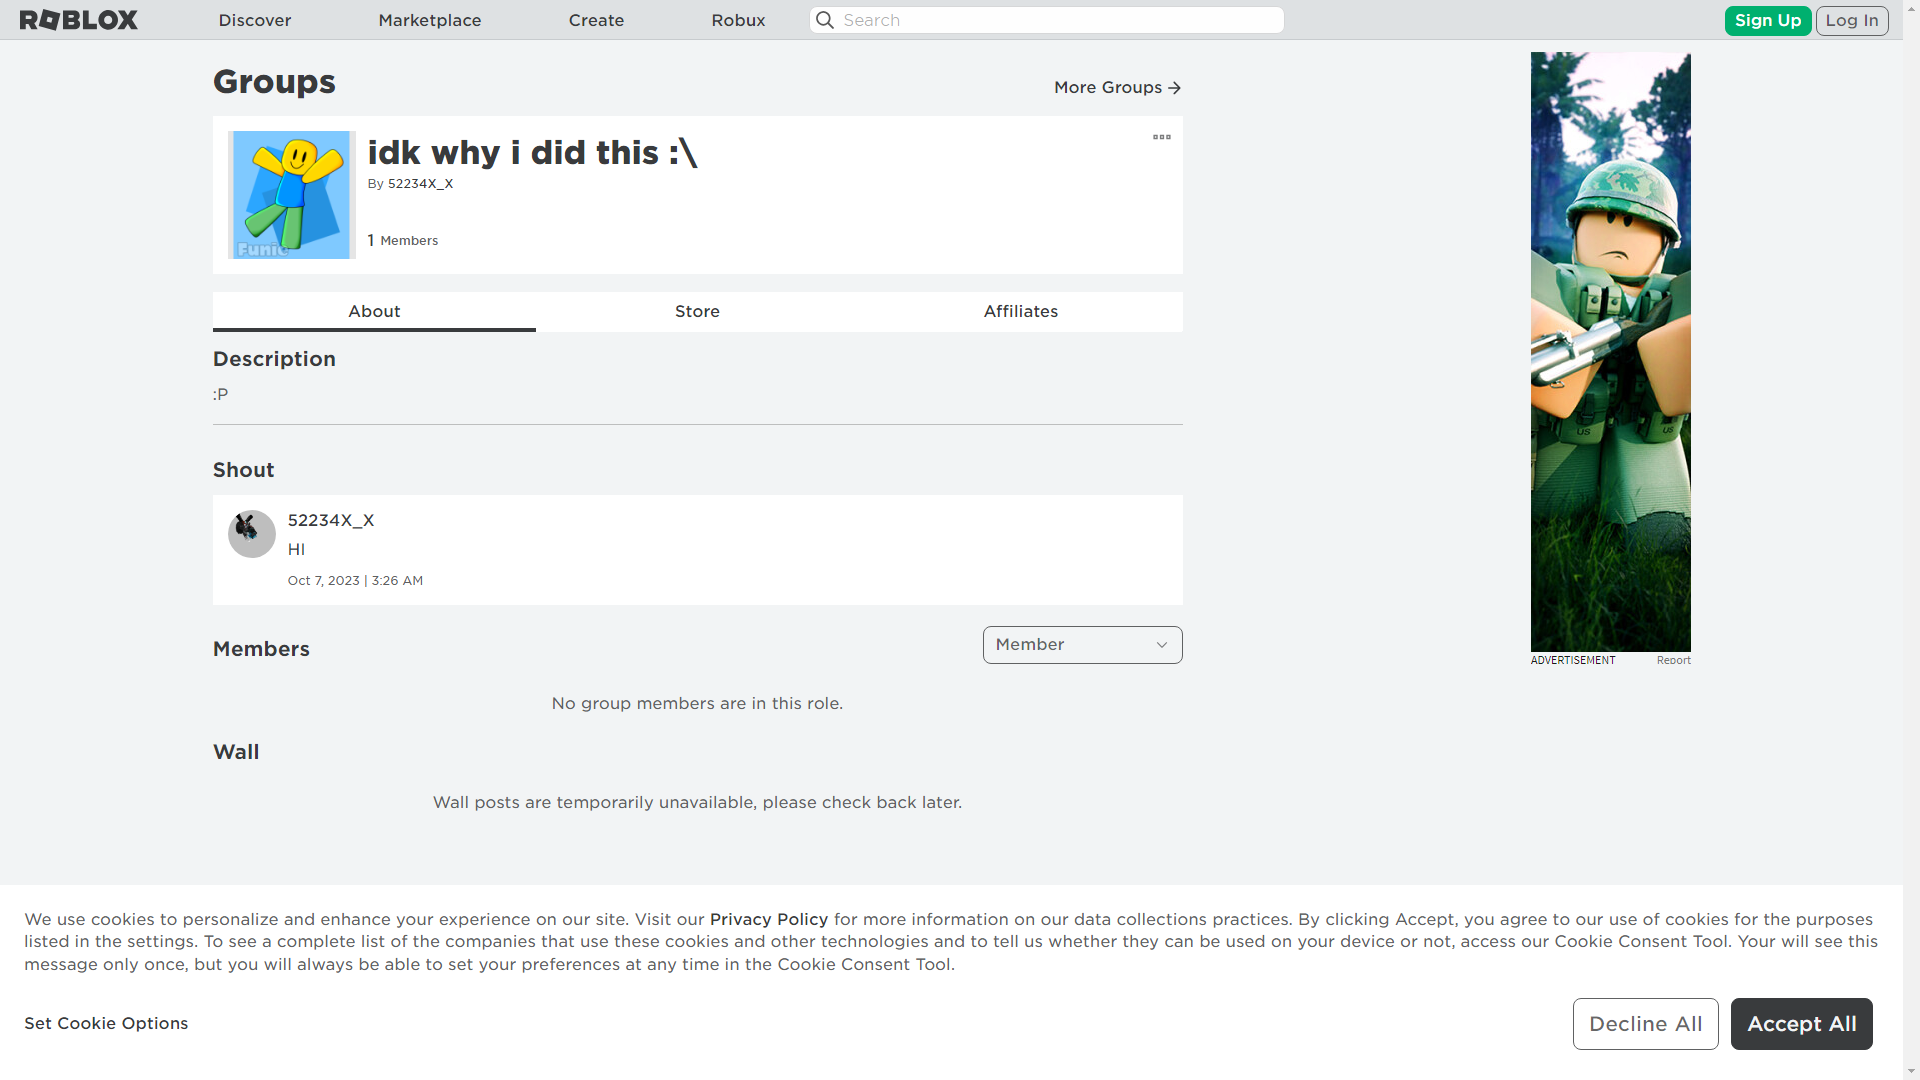 ROBLOX
Discover
Marketplace
Create
Robux
Search
Sign Up
Log In
Groups
More Groups
idk why i did this :\
By 52234X_X
1 Members
Funic
About
Store
Affiliates
Description
:P
Shout
52234X_X
HI
Oct 7, 2023 | 3:26 AM
Members
Member
No group members are in this role.
Wall
Wall posts are temporarily unavailable, please check back later.
US
US
ADVERTISEMENT
Report
We use cookies to personalize and enhance your experience on our site. Visit our Privacy Policy for more information on our data collections practices. By clicking Accept, you agree to our use of cookies for the purposes
listed in the settings. To see a complete list of the companies that use these cookies and other technologies and to tell us whether they can be used on your device or not, access our Cookie Consent Tool. Your will see this
message only once, but you will always be able to set your preferences at any time in the Cookie Consent Tool.
Set Cookie Options
Decline All
Accept All